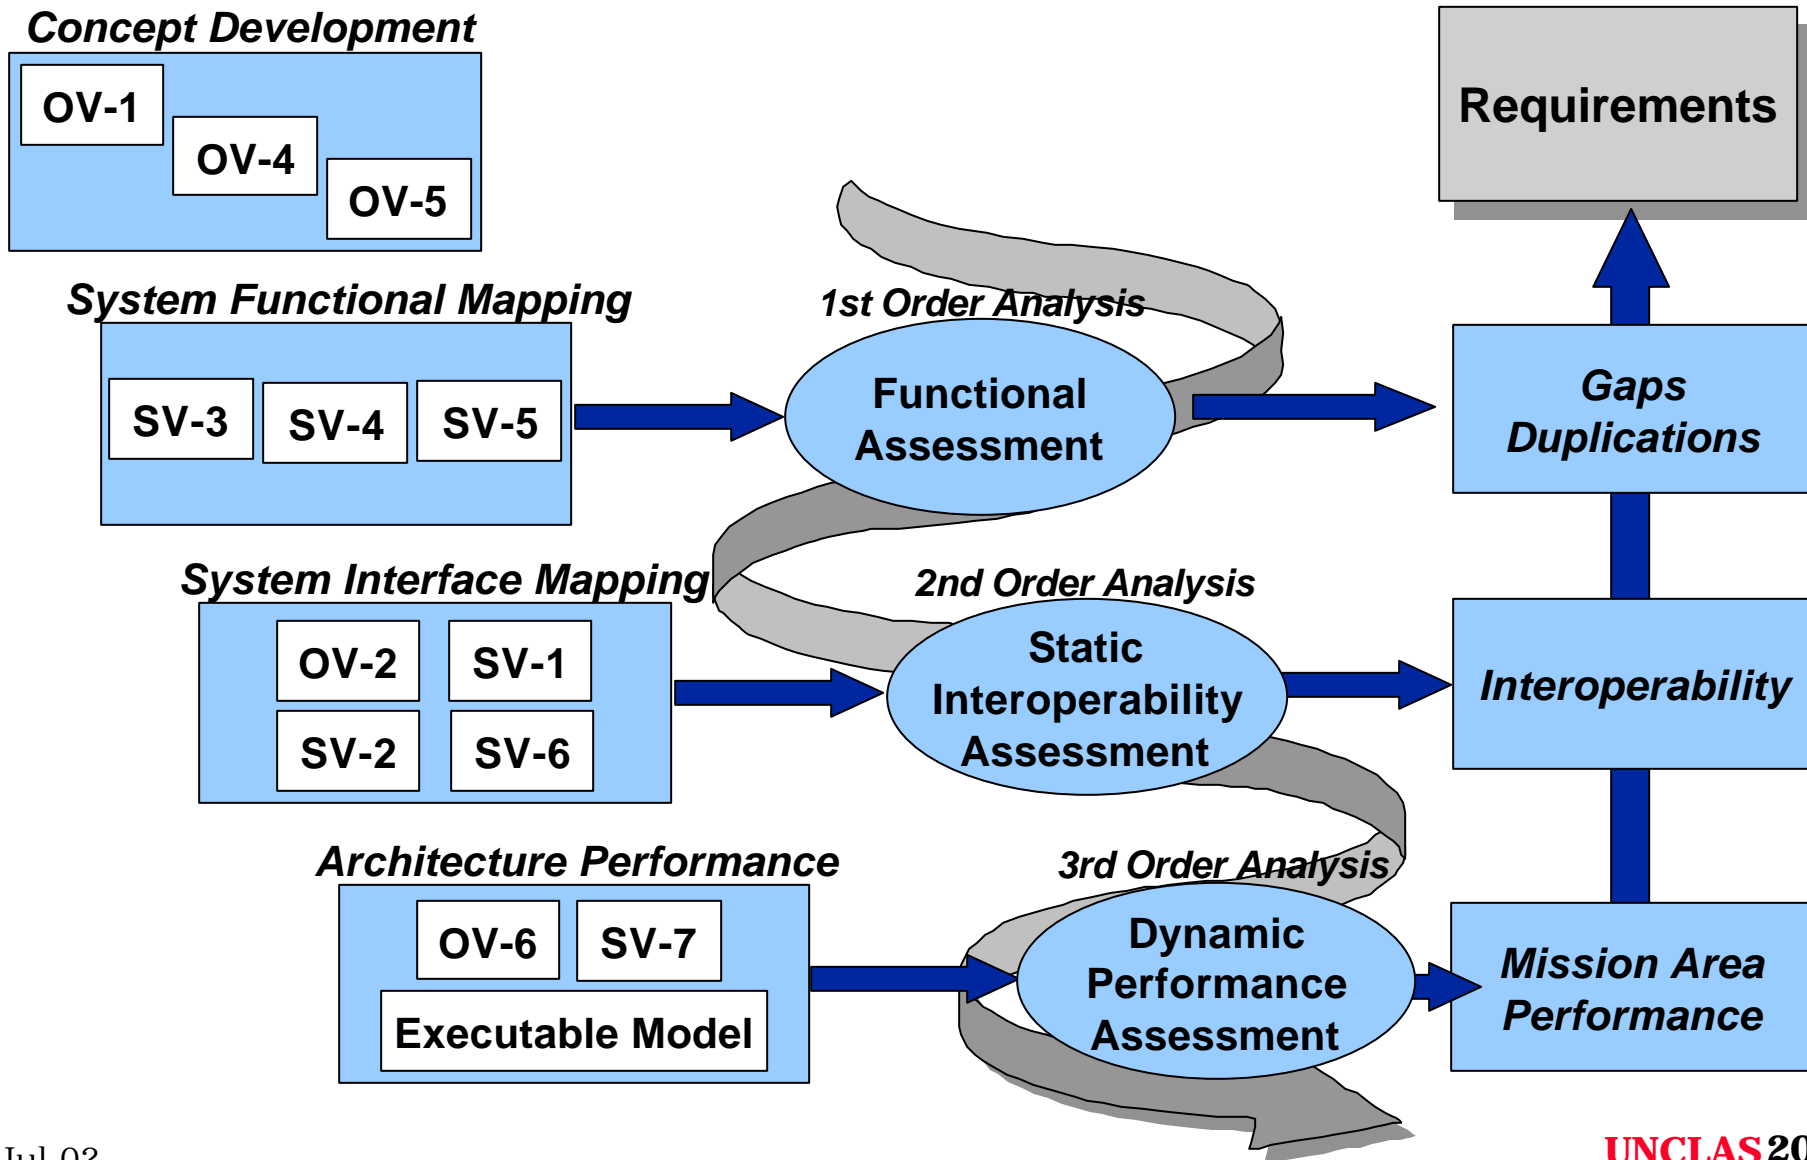 Concept Development
OV-1
OV-4
OV-5
Requirements
System Functional Mapping
SV-3
SV-4
SV-5
1st Order Analysis
Functional
Assessment
Gaps
Duplications
System Interface Mapping
OV-2
SV-1
SV-2
SV-6
2nd Order Analysis
Static
Interoperability
Assessment
Interoperability
Architecture Performance
OV-6
SV-7
Executable Model
3rd Order Analysis
Dynamic
Performance
Assessment
Mission Area
Performance
Jul 02
UNCLAS 20